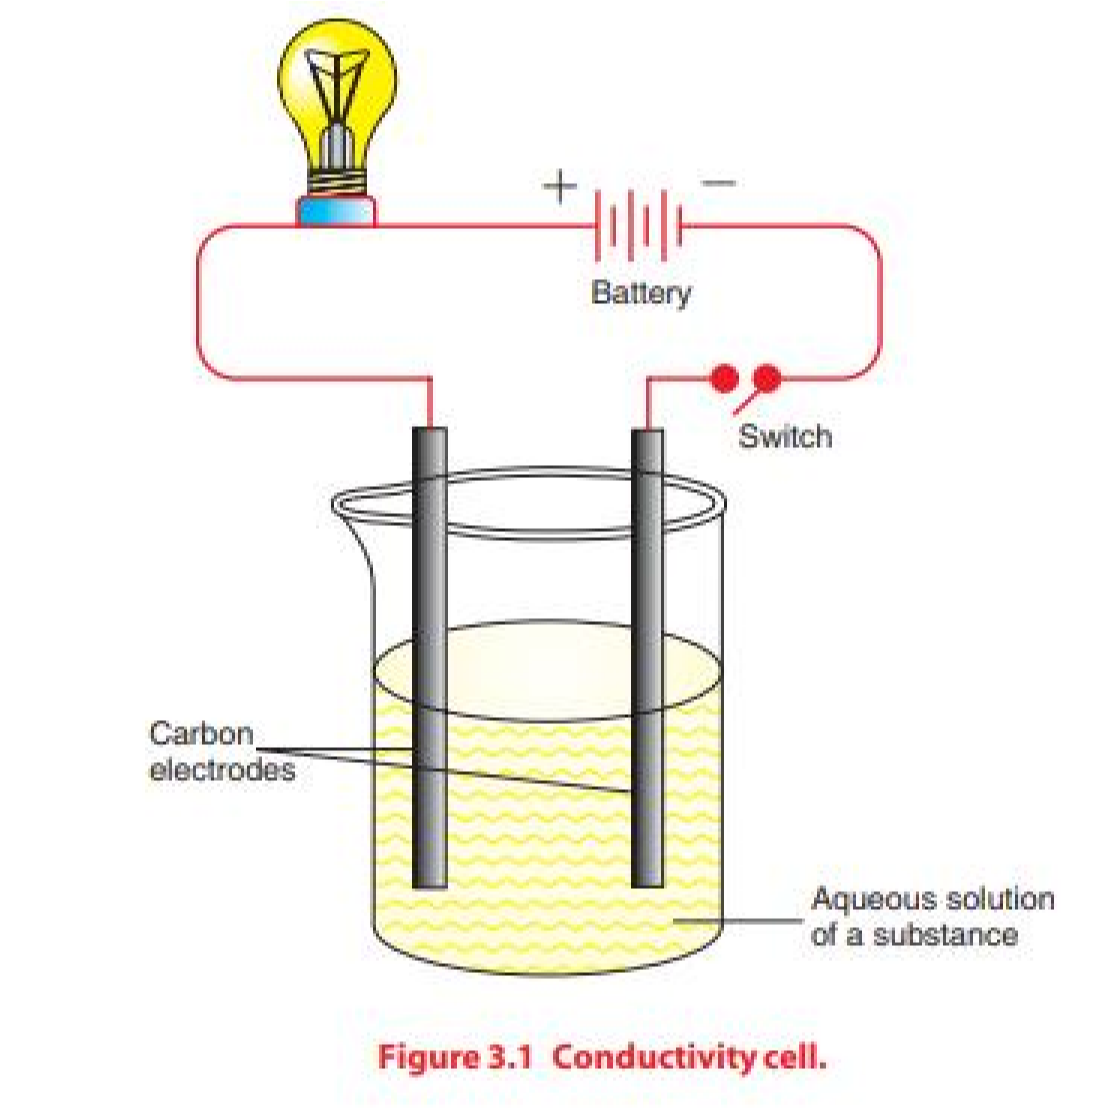 + −
Battery
Switch
Carbon
electrodes
Aqueous solution
of a substance
Figure 3.1 Conductivity cell.